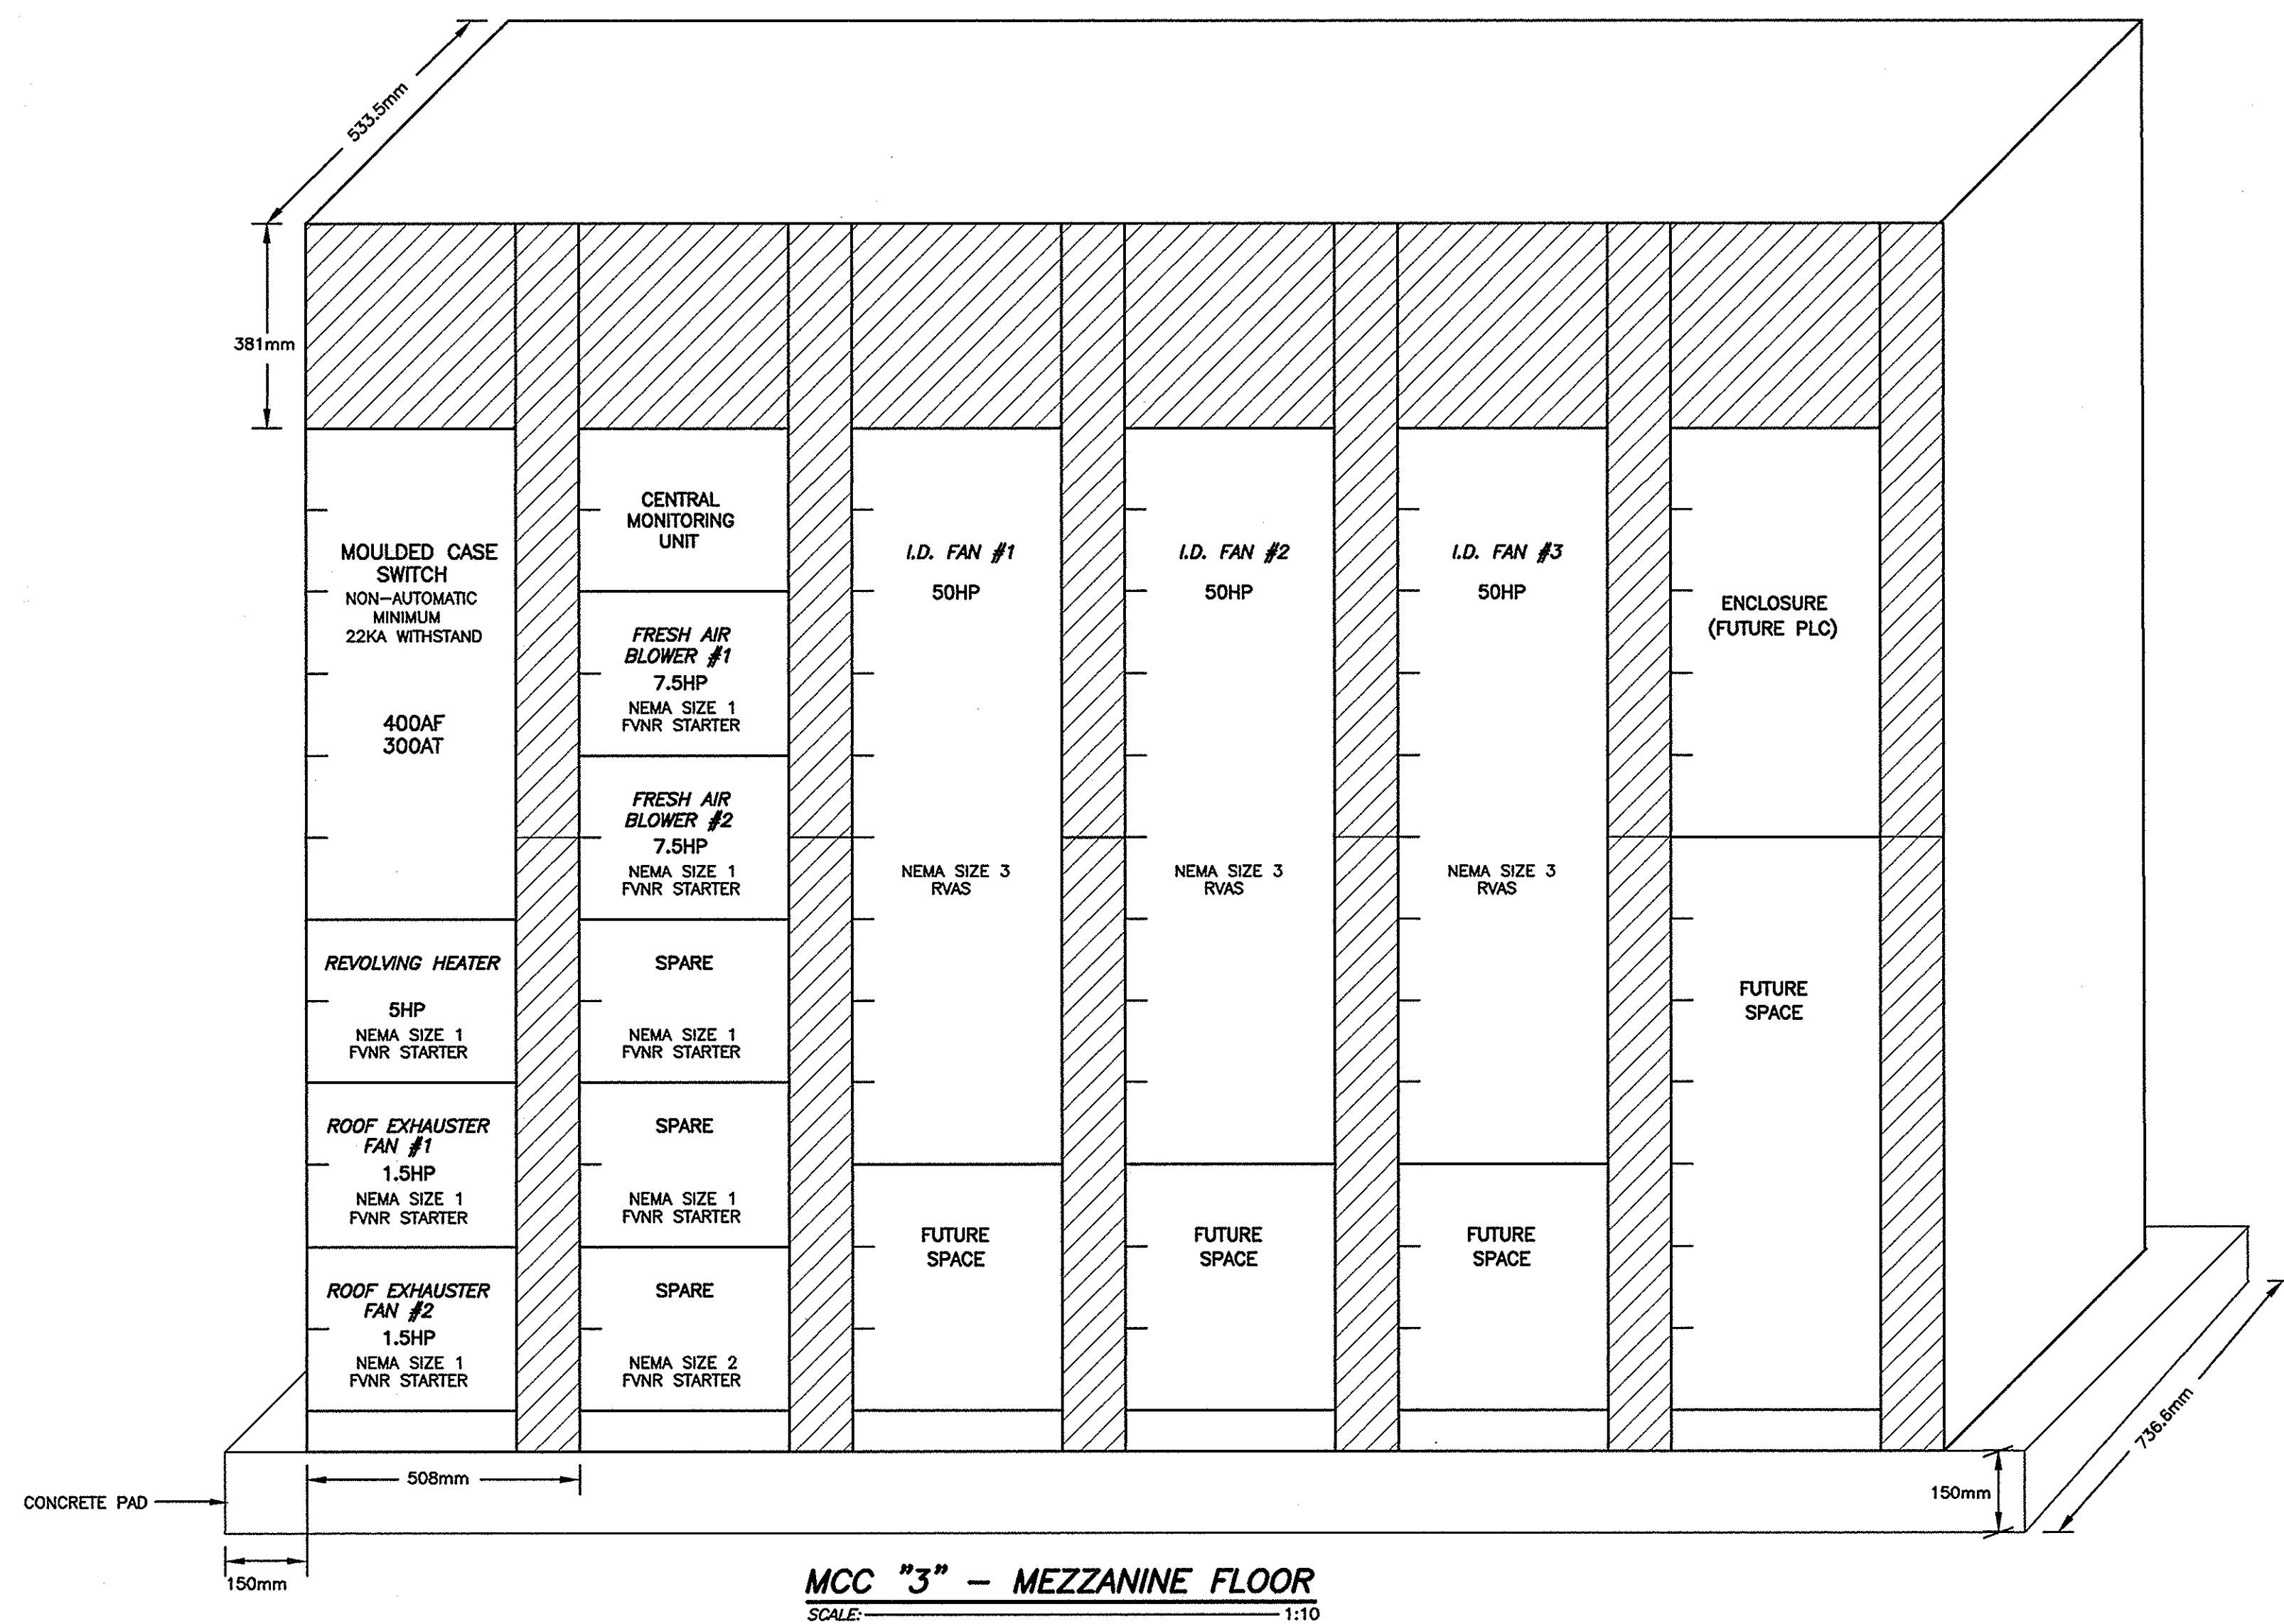 533.5mm
381mm
MOULDED CASE
SWITCH
NON-AUTOMATIC
MINIMUM
22KA WITHSTAND
400AF
300AT
REVOLVING HEATER
5HP
NEMA SIZE 1
FVNR STARTER
ROOF EXHAUSTER
FAN #1
1.5HP
NEMA SIZE 1
FVNR STARTER
ROOF EXHAUSTER
FAN #2
1.5HP
NEMA SIZE 1
FVNR STARTER
CENTRAL
MONITORING
UNIT
FRESH AIR
BLOWER #1
7.5HP
NEMA SIZE 1
FVNR STARTER
FRESH AIR
BLOWER #2
7.5HP
NEMA SIZE 1
FVNR STARTER
SPARE
NEMA SIZE 1
FVNR STARTER
SPARE
NEMA SIZE 1
FVNR STARTER
SPARE
NEMA SIZE 2
FVNR STARTER
I.D. FAN #1
50HP
NEMA SIZE 3
RVAS
FUTURE
SPACE
I.D. FAN #2
50HP
NEMA SIZE 3
RVAS
FUTURE
SPACE
I.D. FAN #3
50HP
NEMA SIZE 3
RVAS
FUTURE
SPACE
ENCLOSURE
(FUTURE PLC)
FUTURE
SPACE
508mm
CONCRETE PAD
150mm
150mm
736.6mm
MCC "3" - MEZZANINE FLOOR
SCALE: 1:10